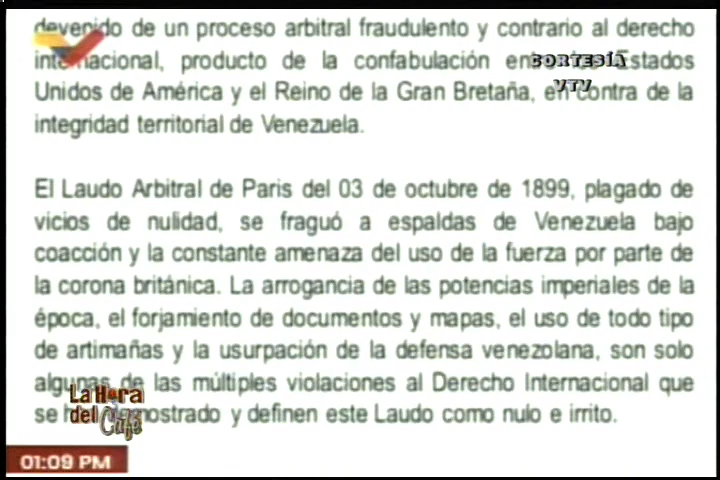 devenido de un proceso arbitral fraudulento y contrario al derecho
internacional, producto de la confabulación Estados
CORTESÍA
VTV
Unidos de América y el Reino de la Gran Bretaña, en contra de la
integridad territorial de Venezuela.
El Laudo Arbitral de Paris del 03 de octubre de 1899, plagado de
vicios de nulidad, se fraguó a espaldas de Venezuela bajo
coacción y la constante amenaza del uso de la fuerza por parte de
la corona británica. La arrogancia de las potencias imperiales de la
época, el forjamiento de documentos y mapas, el uso de todo tipo
de artimañas y la usurpación de la defensa venezolana, son solo
algunas de las múltiples violaciones al Derecho Internacional que
se y definen este Laudo como nulo e irrito.
La Hora
del Café
01:09 PM